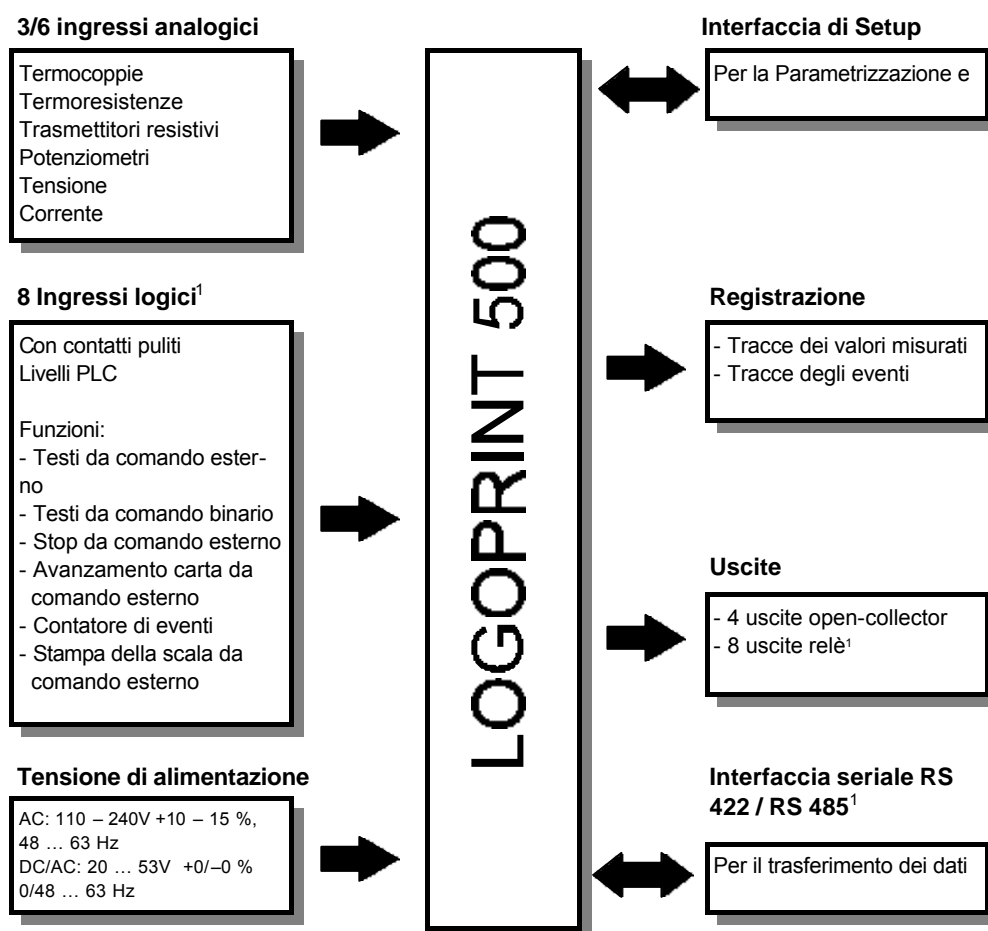 3/6 ingressi analogici
Termocoppie
Termoresistenze
Trasmettitori resistivi
Potenziometri
Tensione
Corrente
8 Ingressi logici¹
Con contatti puliti
Livelli PLC
Funzioni:
- Testi da comando ester-
no
- Testi da comando binario
- Stop da comando esterno
- Avanzamento carta da
comando esterno
- Contatore di eventi
- Stampa della scala da
comando esterno
Tensione di alimentazione
AC: 110 – 240V +10 – 15 %,
48 … 63 Hz
DC/AC: 20 … 53V +0/–0 %
0/48 … 63 Hz
LOGOPRINT 500
Interfaccia di Setup
Per la Parametrizzazione e
Registrazione
- Tracce dei valori misurati
- Tracce degli eventi
Uscite
- 4 uscite open-collector
- 8 uscite relè¹
Interfaccia seriale RS
422 / RS 485¹
Per il trasferimento dei dati